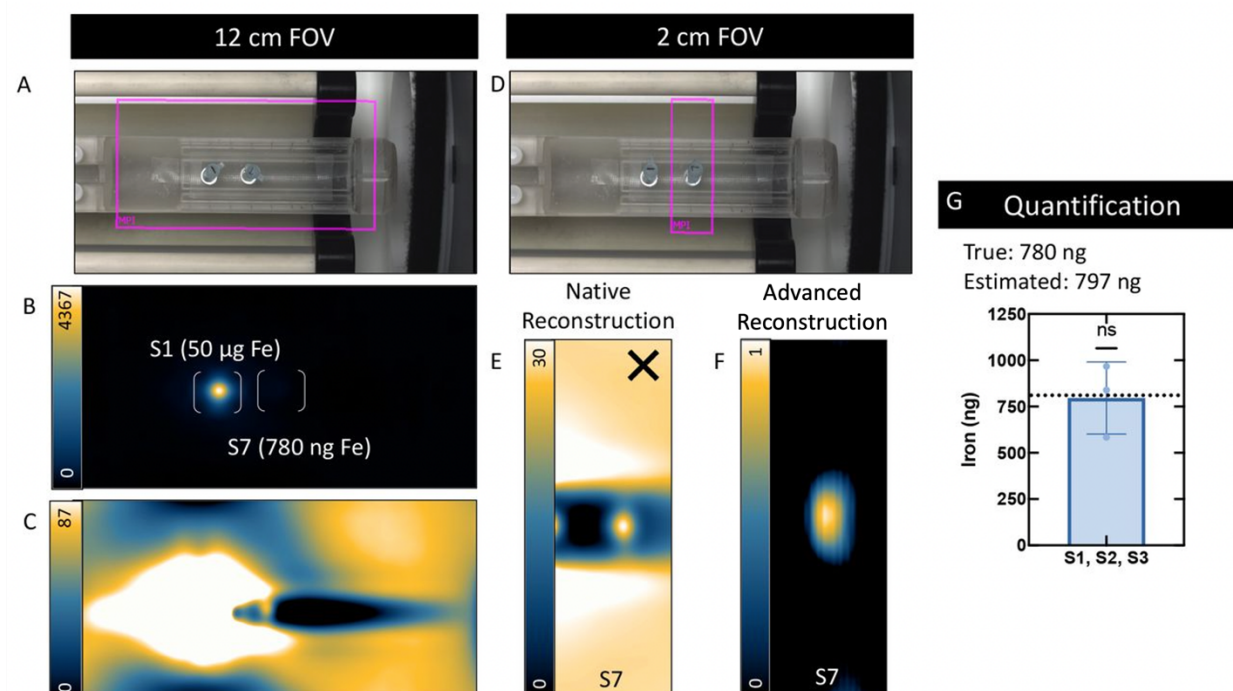 12 cm FOV
2 cm FOV
A
MPI
D
MPI
B
4367
0
S1 (50 µg Fe)
S7 (780 ng Fe)
C
87
0
Native
Reconstruction
E
30
0
S7
Advanced
Reconstruction
F
1
0
S7
G
Quantification
True: 780 ng
Estimated: 797 ng
Iron (ng)
1250
1000
750
500
250
0
ns
S1, S2, S3